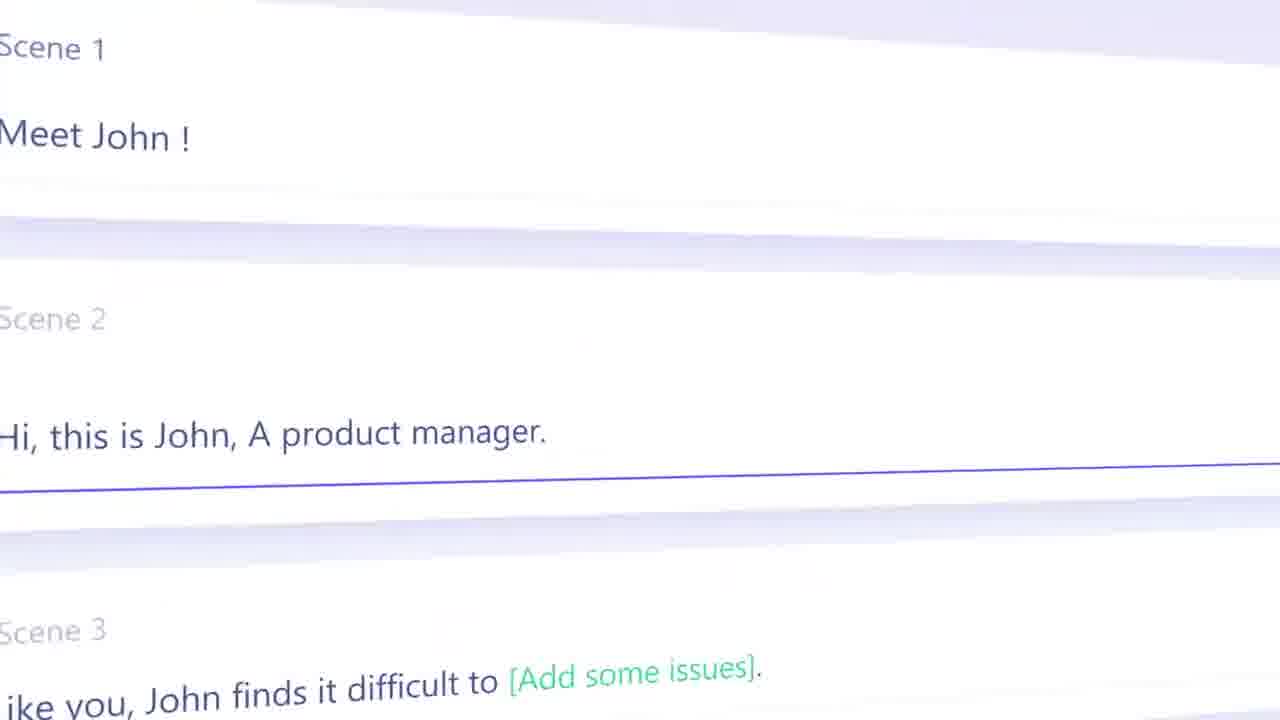 Scene 1
Meet John !
Scene 2
Hi, this is John, A product manager.
Scene 3
ike you, John finds it difficult to [Add some issues].